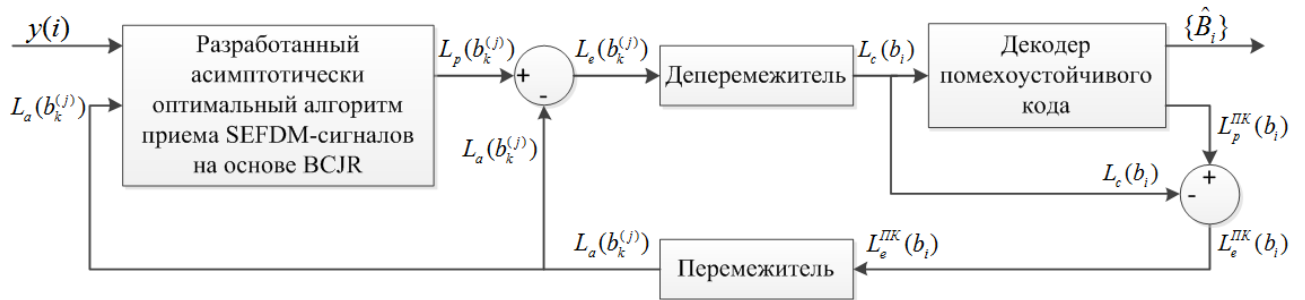 y(i)
L_a(b_k^{(j)})
Разработанный
асимптотически
оптимальный алгоритм
приема SEFDM-сигналов
на основе BCJR
L_p(b_k^{(j)})
+
-
L_a(b_k^{(j)})
L_e(b_k^{(j)})
Деперемежитель
L_c(b_i)
Декодер
помехоустойчивого
кода
{B̂_i}
L_p^{ПК}(b_i)
L_c(b_i)
+
-
L_e^{ПК}(b_i)
L_e^{ПК}(b_i)
Перемежитель
L_a(b_k^{(j)})